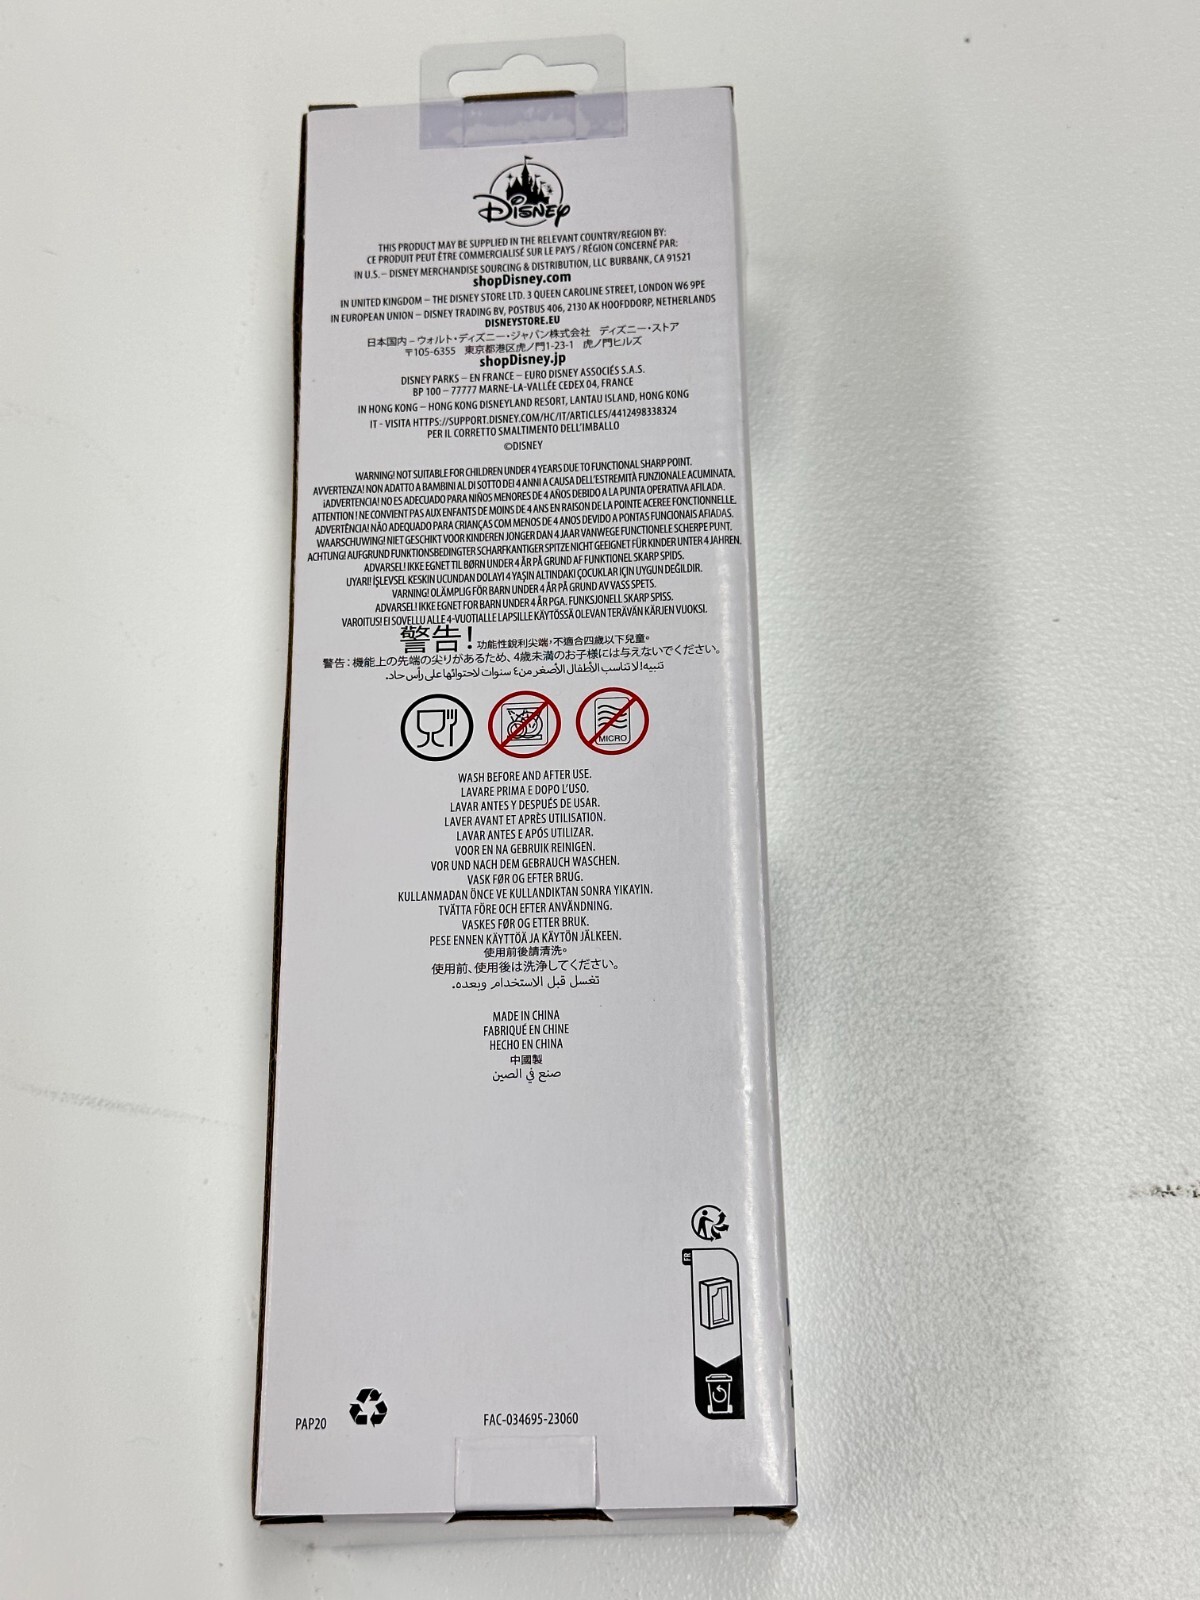 Disney
THIS PRODUCT MAY BE SUPPLIED IN THE RELEVANT COUNTRY/REGION BY:
CE PRODUIT PEUT ÊTRE COMMERCIALISÉ SUR LE PAYS / RÉGION CONCERNÉ PAR:
IN U.S. – DISNEY MERCHANDISE SOURCING & DISTRIBUTION, LLC BURBANK, CA 91521
shopDisney.com
IN UNITED KINGDOM – THE DISNEY STORE LTD. 3 QUEEN CAROLINE STREET, LONDON W6 9PE
IN EUROPEAN UNION – DISNEY TRADING BV, POSTBUS 406, 2130 AK HOOFDDORP, NETHERLANDS
DISNEYSTORE.EU
日本国内 – ウォルト・ディズニー・ジャパン株式会社 ディズニー・ストア
〒105-6355 東京都港区虎ノ門1-23-1 虎ノ門ヒルズ
shopDisney.jp
DISNEY PARKS – EN FRANCE – EURO DISNEY ASSOCIÉS S.A.S.
BP 100 – 77777 MARNE-LA-VALLÉE CEDEX 04, FRANCE
IN HONG KONG – HONG KONG DISNEYLAND RESORT, LANTAU ISLAND, HONG KONG
IT - VISITA HTTPS://SUPPORT.DISNEY.COM/HC/IT/ARTICLES/4412498338324
PER IL CORRETTO SMALTIMENTO DELL'IMBALLO
©DISNEY
WARNING! NOT SUITABLE FOR CHILDREN UNDER 4 YEARS DUE TO FUNCTIONAL SHARP POINT.
AVVERTENZA! NON ADATTO A BAMBINI AL DI SOTTO DEI 4 ANNI A CAUSA DELL'ESTREMITÀ FUNZIONALE ACUMINATA.
¡ADVERTENCIA! NO ES ADECUADO PARA NIÑOS MENORES DE 4 AÑOS DEBIDO A LA PUNTA OPERATIVA AFILADA.
ATTENTION ! NE CONVIENT PAS AUX ENFANTS DE MOINS DE 4 ANS EN RAISON DE LA POINTE ACEREE FONCTIONNELLE.
ADVERTÊNCIA! NÃO ADEQUADO PARA CRIANÇAS COM MENOS DE 4 ANOS DEVIDO A PONTAS FUNCIONAIS AFIADAS.
WAARSCHUWING! NIET GESCHIKT VOOR KINDEREN JONGER DAN 4 JAAR VANWEGE FUNCTIONELE SCHERPE PUNT.
ACHTUNG! AUFGRUND FUNKTIONSBEDINGTER SCHARFKANTIGER SPITZE NICHT GEEIGNET FÜR KINDER UNTER 4 JAHREN.
ADVARSEL! IKKE EGNET TIL BØRN UNDER 4 ÅR PÅ GRUND AF FUNKTIONEL SKARP SPIDS.
UYARI! İŞLEVSEL KESKIN UCUNDAN DOLAYI 4 YAŞIN ALTINDAKİ ÇOCUKLAR İÇİN UYGUN DEĞİLDİR.
VARNING! OLÄMPLIG FÖR BARN UNDER 4 ÅR PÅ GRUND AV VASS SPETS.
ADVARSEL! IKKE EGNET FOR BARN UNDER 4 ÅR PGA. FUNKSJONELL SKARP SPISS.
VAROITUS! EI SOVELLU ALLE 4-VUOTIALLE LAPSILLE KÄYTÖSSÄ OLEVAN TERÄVÄN KÄRJEN VUOKSI.
警告！功能性銳利尖端，不適合四歲以下兒童。
警告：機能上の先端の尖りがあるため、4歳未満のお子様には与えないでください。
تنبيه! لا تناسب الأطفال الأصغر من ٤ سنوات لاحتوائها على رأس حاد.
MICRO
WASH BEFORE AND AFTER USE.
LAVARE PRIMA E DOPO L'USO.
LAVAR ANTES Y DESPUÉS DE USAR.
LAVER AVANT ET APRÈS UTILISATION.
LAVAR ANTES E APÓS UTILIZAR.
VOOR EN NA GEBRUIK REINIGEN.
VOR UND NACH DEM GEBRAUCH WASCHEN.
VASK FØR OG EFTER BRUG.
KULLANMADAN ÖNCE VE KULLANDIKTAN SONRA YIKAYIN.
TVÄTTA FÖRE OCH EFTER ANVÄNDNING.
VASKES FØR OG ETTER BRUK.
PESE ENNEN KÄYTTÖÄ JA KÄYTÖN JÄLKEEN.
使用前後請清洗。
使用前、使用後は洗浄してください。
تغسل قبل الاستخدام وبعده.
MADE IN CHINA
FABRIQUÉ EN CHINE
HECHO EN CHINA
中國製
صنع في الصين
FR
PAP20
FAC-034695-23060